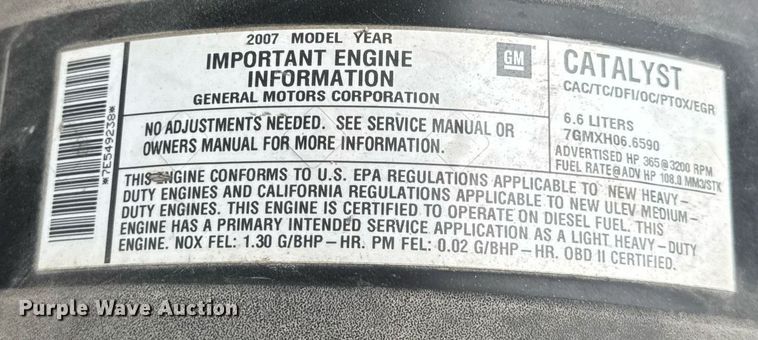 2007 MODEL YEAR
IMPORTANT ENGINE
INFORMATION
GENERAL MOTORS CORPORATION
GM
CATALYST
CAC/TC/DFI/OC/PTOX/EGR
6.6 LITERS
7GMXH06.6590
ADVERTISED HP 365@3200 RPM
FUEL RATE@ADV HP 108.0 MM3/STK
NO ADJUSTMENTS NEEDED. SEE SERVICE MANUAL OR
OWNERS MANUAL FOR MORE INFORMATION.
THIS ENGINE CONFORMS TO U.S. EPA REGULATIONS APPLICABLE TO NEW HEAVY-
DUTY ENGINES AND CALIFORNIA REGULATIONS APPLICABLE TO NEW ULEV MEDIUM-
DUTY ENGINES. THIS ENGINE IS CERTIFIED TO OPERATE ON DIESEL FUEL. THIS
ENGINE HAS A PRIMARY INTENDED SERVICE APPLICATION AS A LIGHT HEAVY-DUTY
ENGINE. NOX FEL: 1.30 G/BHP-HR. PM FEL: 0.02 G/BHP-HR. OBD II CERTIFIED.
*7E549238*
Purple Wave Auction